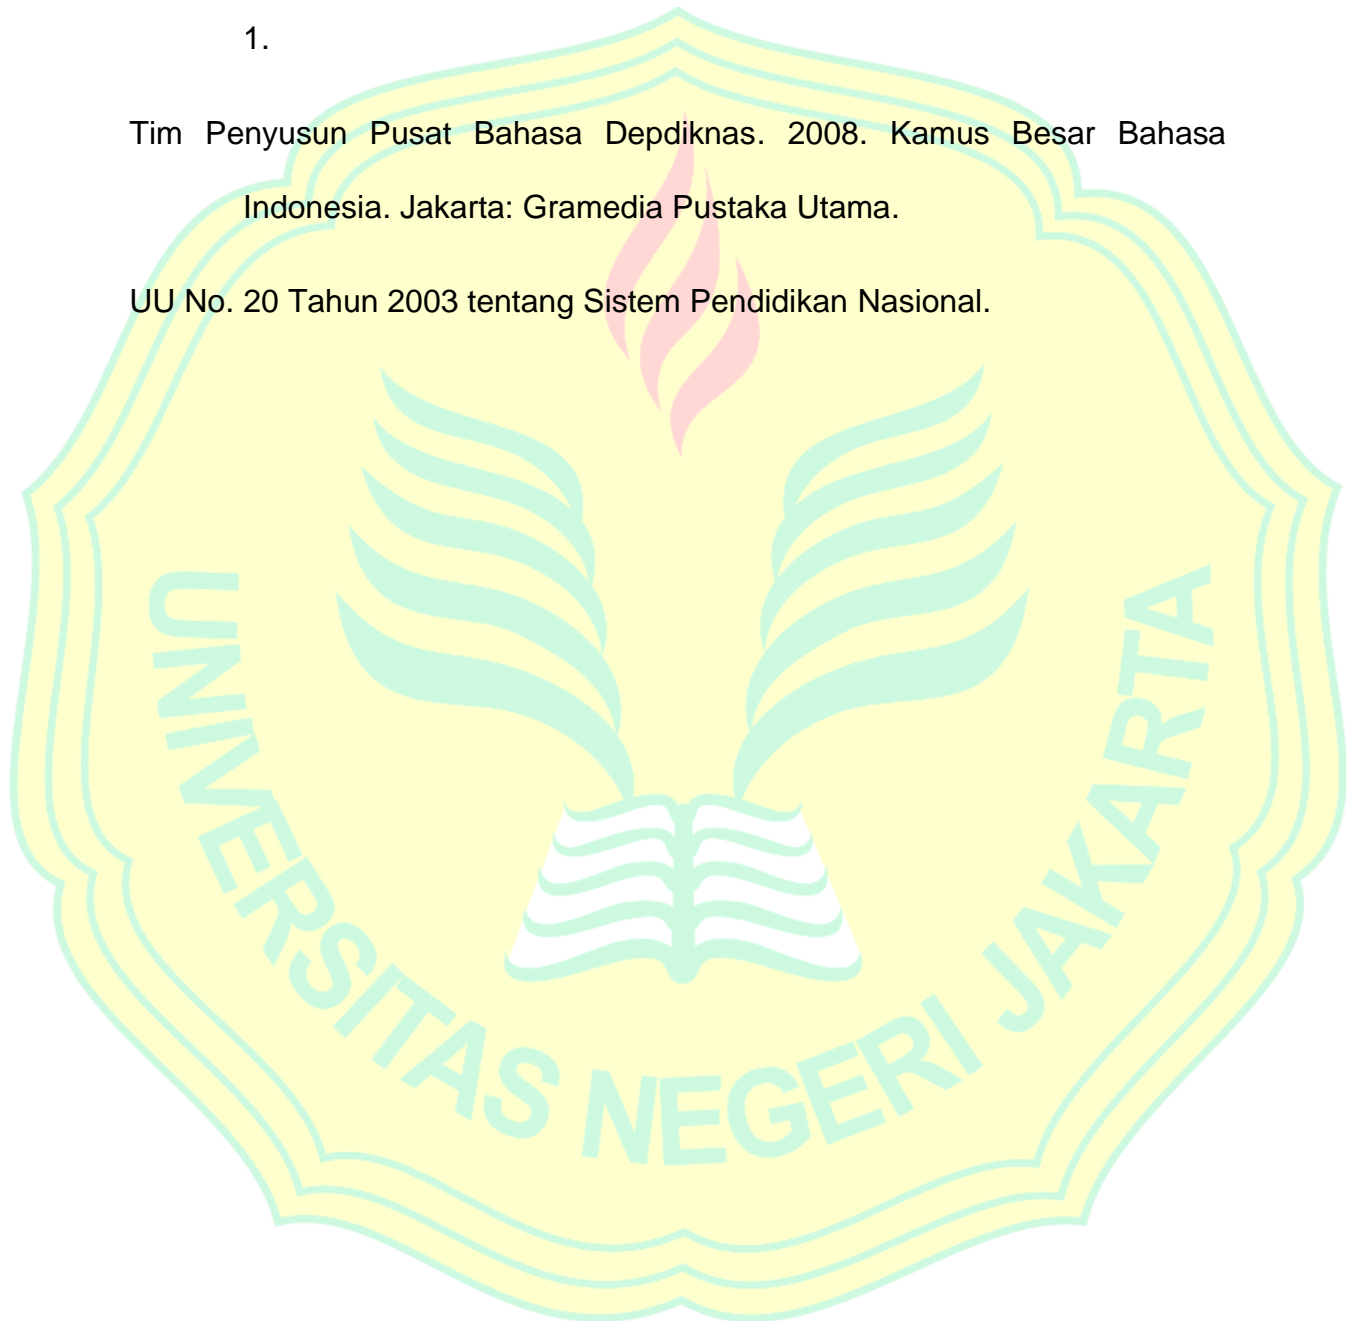 1.
Tim Penyusun Pusat Bahasa Depdiknas. 2008. Kamus Besar Bahasa
Indonesia. Jakarta: Gramedia Pustaka Utama.
UU No. 20 Tahun 2003 tentang Sistem Pendidikan Nasional.
UNIVERSITAS NEGERI JAKARTA